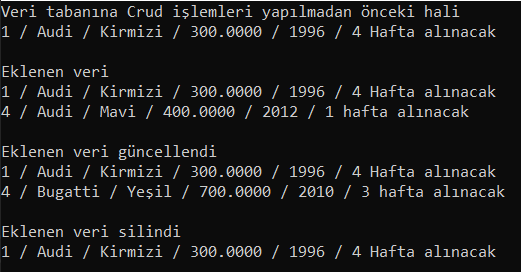 Veri tabanına Crud işlemleri yapılmadan önceki hali
1 / Audi / Kirmizi / 300.0000 / 1996 / 4 Hafta alınacak
Eklenen veri
1 / Audi / Kirmizi / 300.0000 / 1996 / 4 Hafta alınacak
4 / Audi / Mavi / 400.0000 / 2012 / 1 hafta alınacak
Eklenen veri güncellendi
1 / Audi / Kirmizi / 300.0000 / 1996 / 4 Hafta alınacak
4 / Bugatti / Yeşil / 700.0000 / 2010 / 3 hafta alınacak
Eklenen veri silindi
1 / Audi / Kirmizi / 300.0000 / 1996 / 4 Hafta alınacak